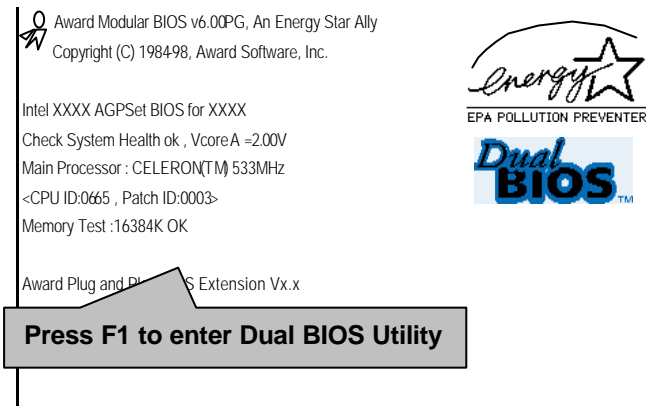 Award Modular BIOS v6.00PG, An Energy Star Ally
Copyright (C) 198498, Award Software, Inc.
energy
EPA POLLUTION PREVENTER
Intel XXXX AGPSet BIOS for XXXX
Check System Health ok , VcoreA =2.00V
Main Processor : CELERON(TM) 533MHz
<CPU ID:0665 , Patch ID:0003>
Memory Test :16384K OK
Dual
BIOS TM
Award Plug and S Extension Vx.x
Press F1 to enter Dual BIOS Utility